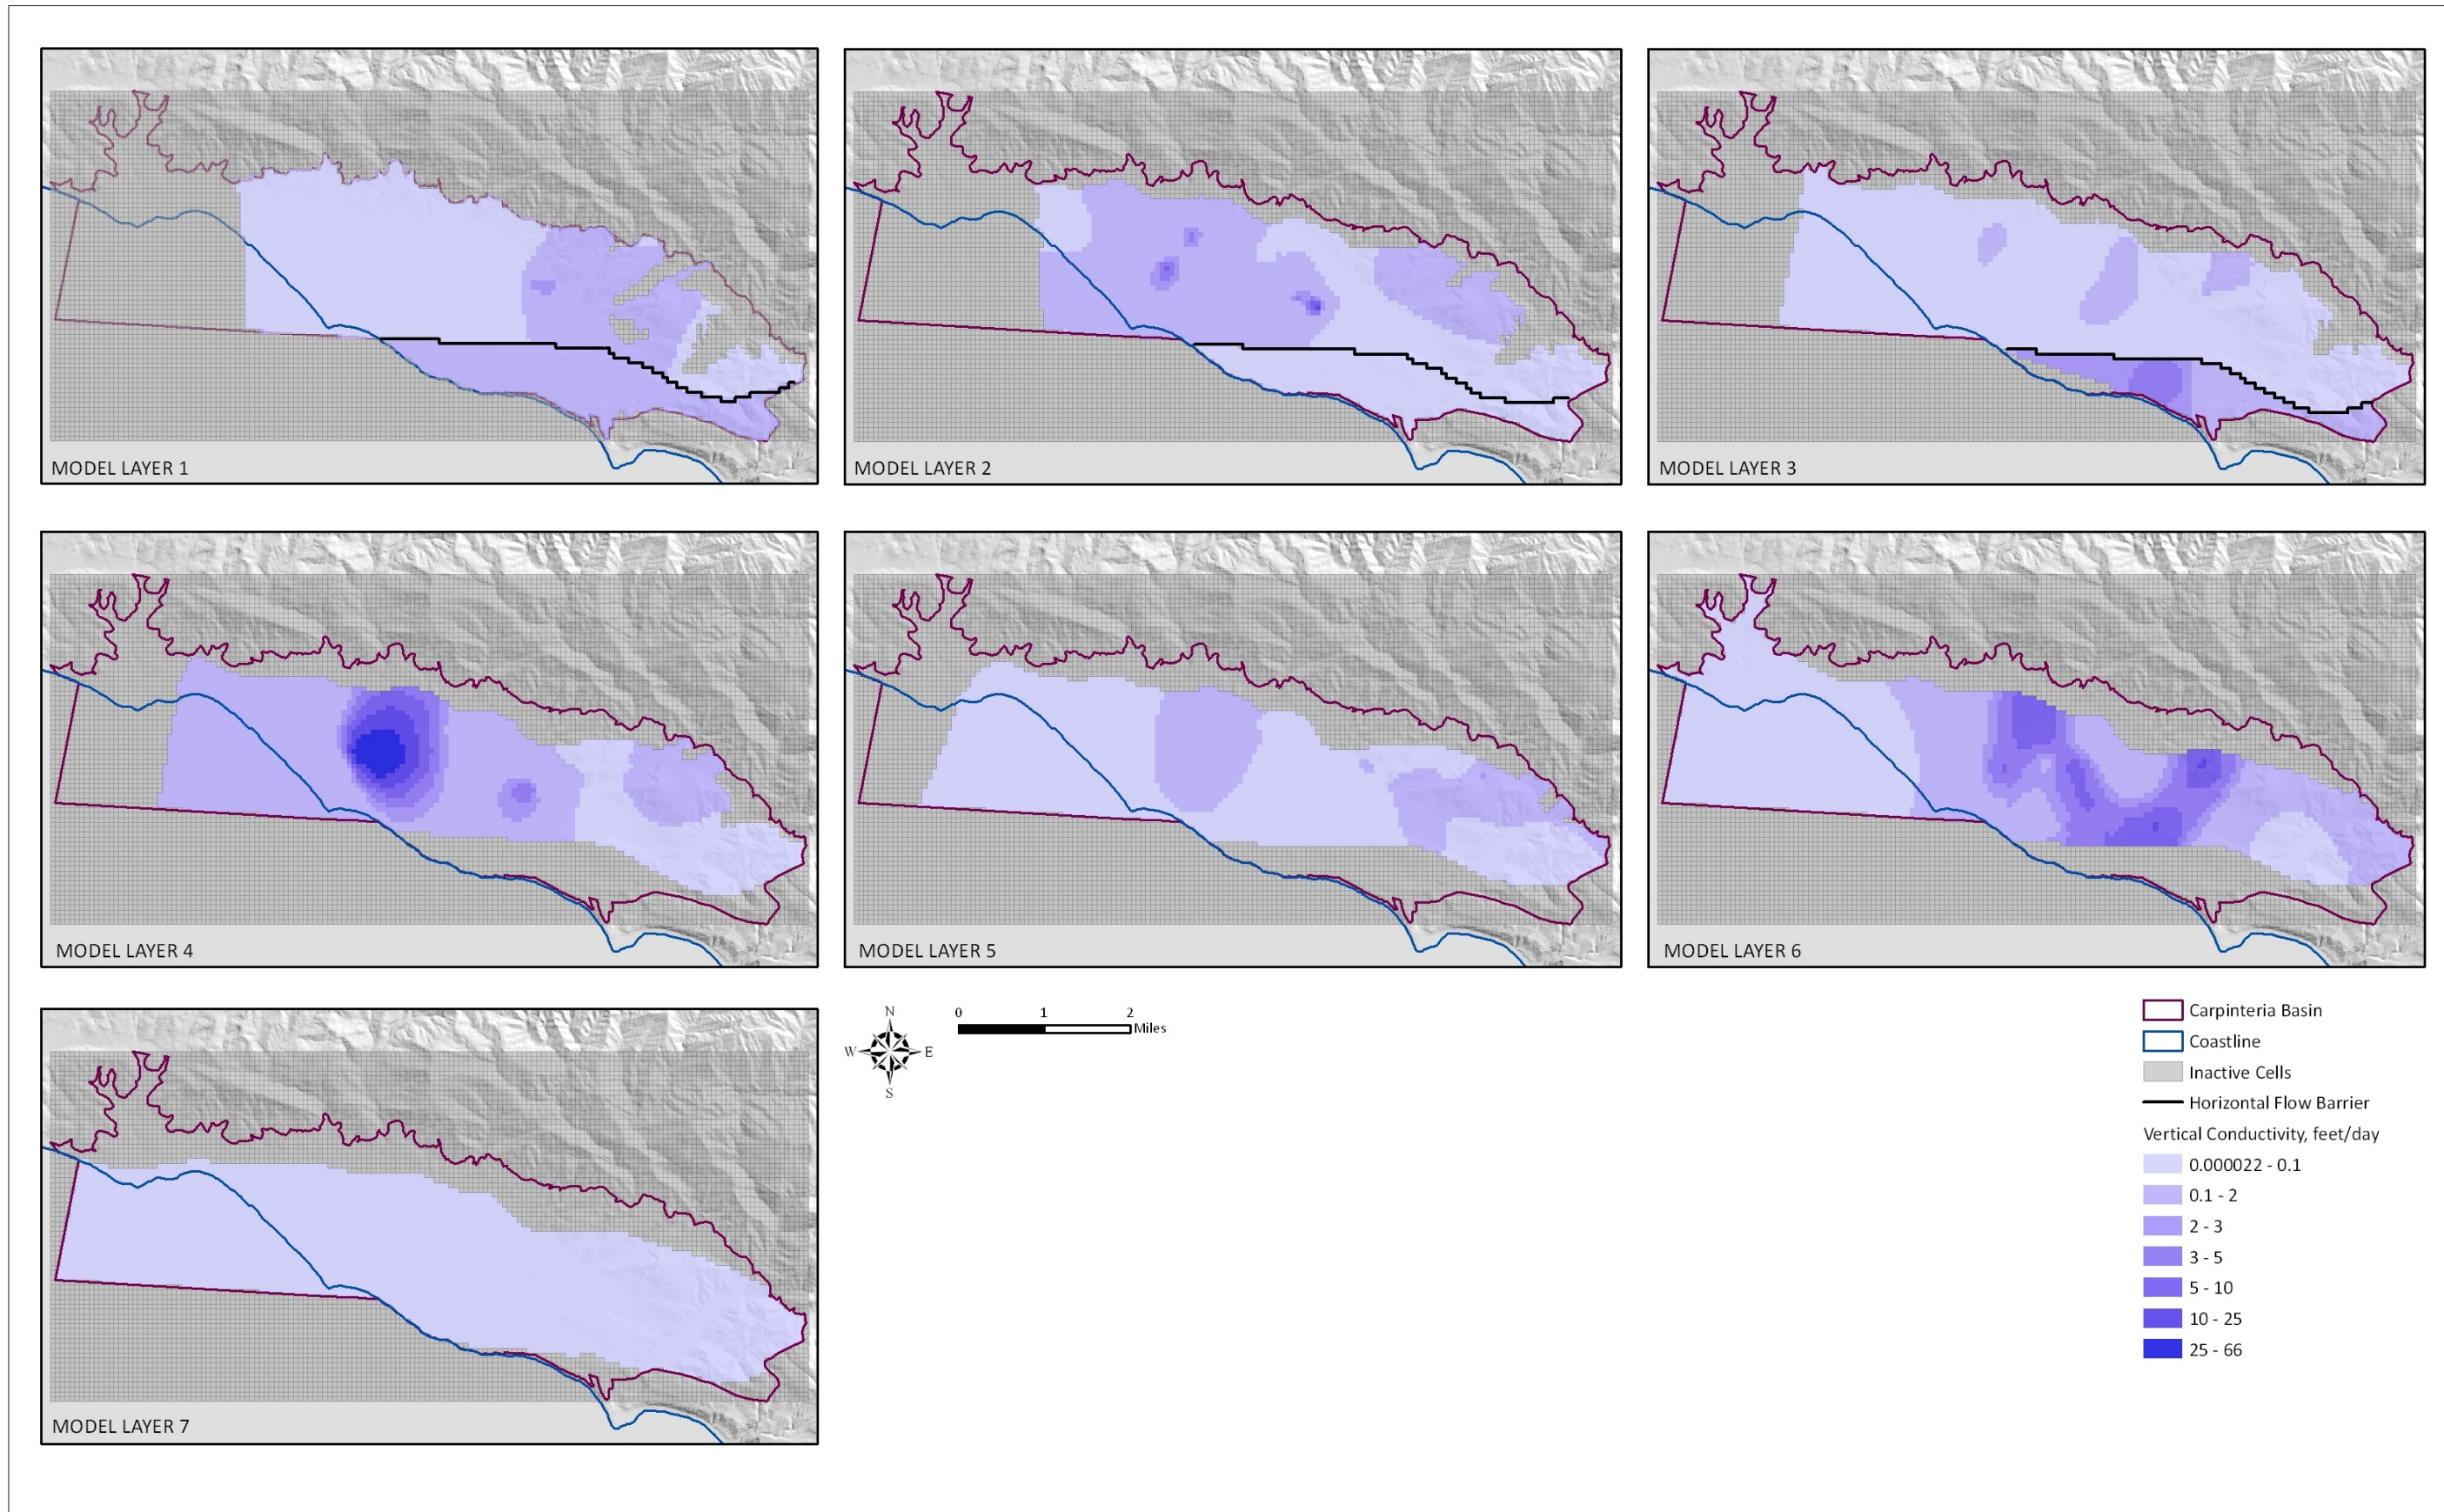 MODEL LAYER 1
MODEL LAYER 2
MODEL LAYER 3
MODEL LAYER 4
MODEL LAYER 5
MODEL LAYER 6
MODEL LAYER 7
N
W
E
S
0 1 2
Miles
Carpinteria Basin
Coastline
Inactive Cells
Horizontal Flow Barrier
Vertical Conductivity, feet/day
0.000022 - 0.1
0.1 - 2
2 - 3
3 - 5
5 - 10
10 - 25
25 - 66